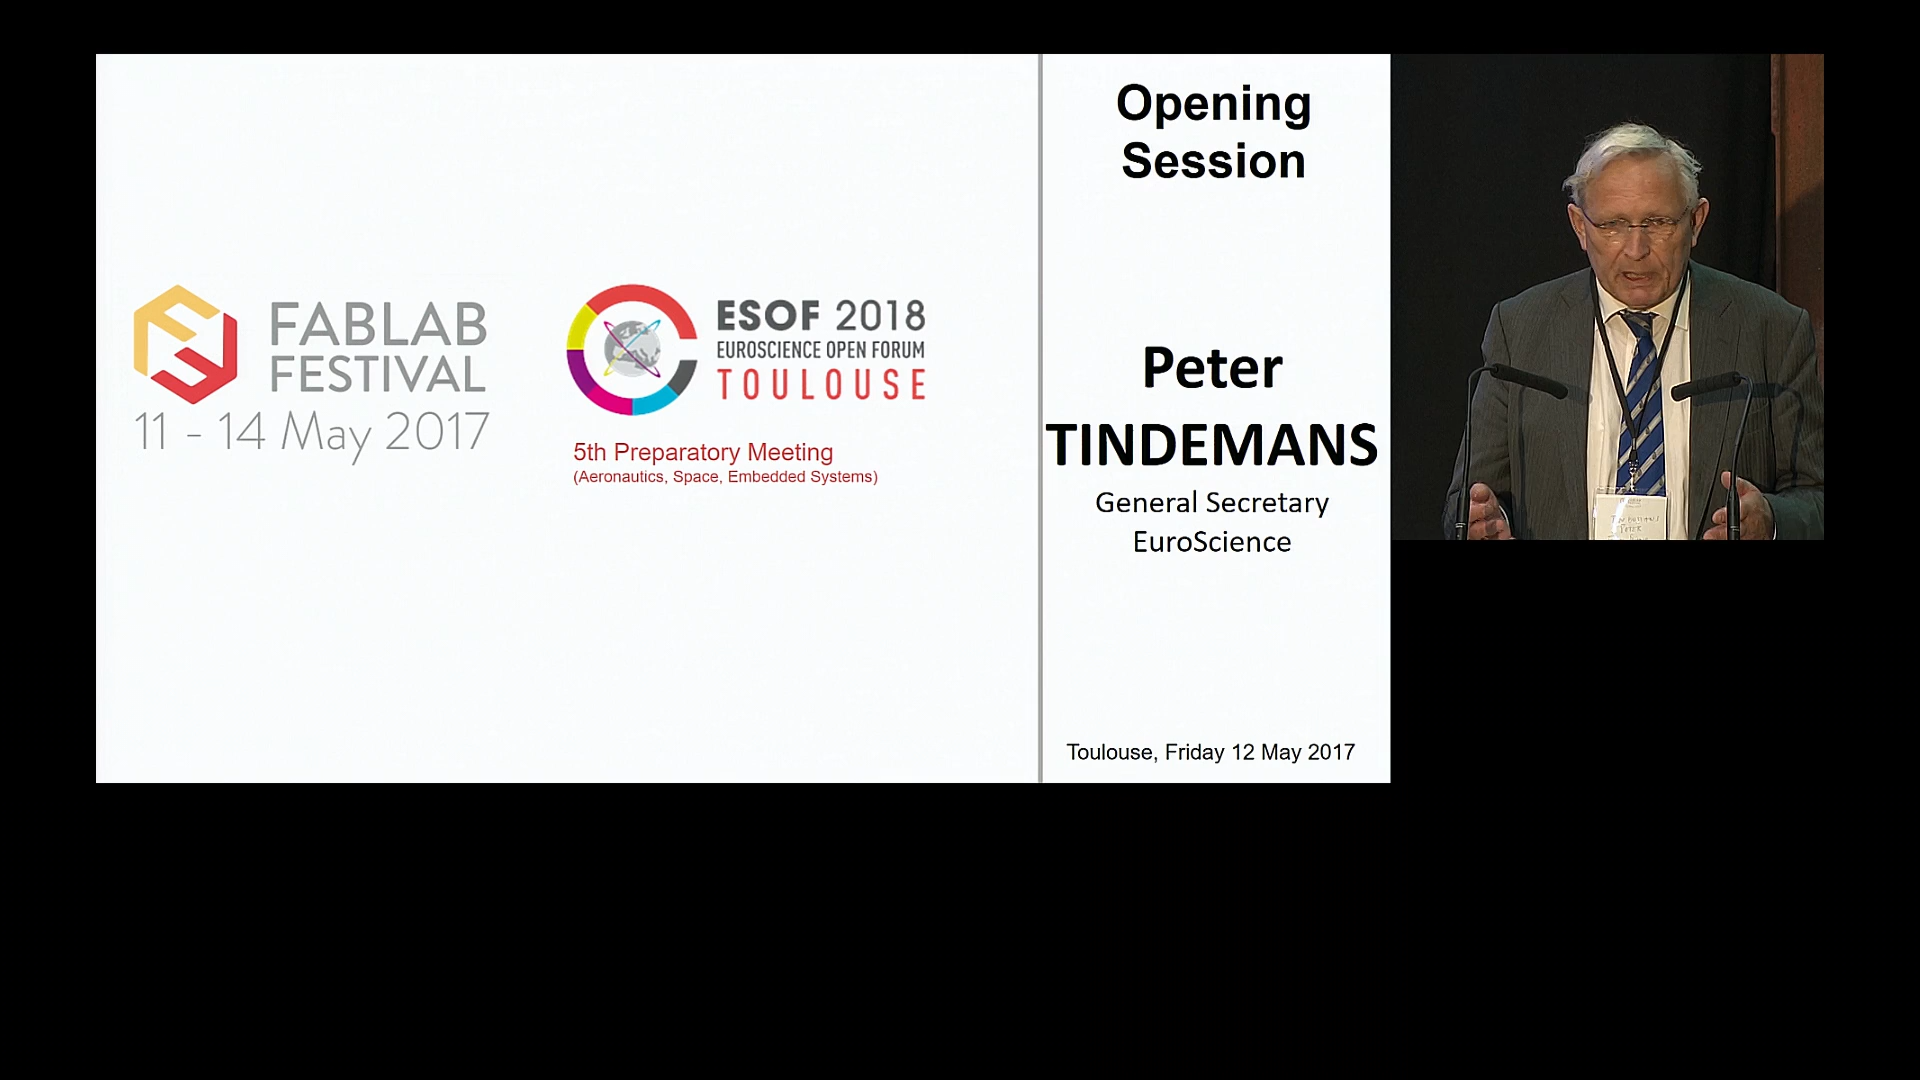 FABLAB
FESTIVAL
11 - 14 May 2017
ESOF 2018
EUROSCIENCE OPEN FORUM
TOULOUSE
5th Preparatory Meeting
(Aeronautics, Space, Embedded Systems)
Opening
Session
Peter
TINDEMANS
General Secretary
EuroScience
Toulouse, Friday 12 May 2017